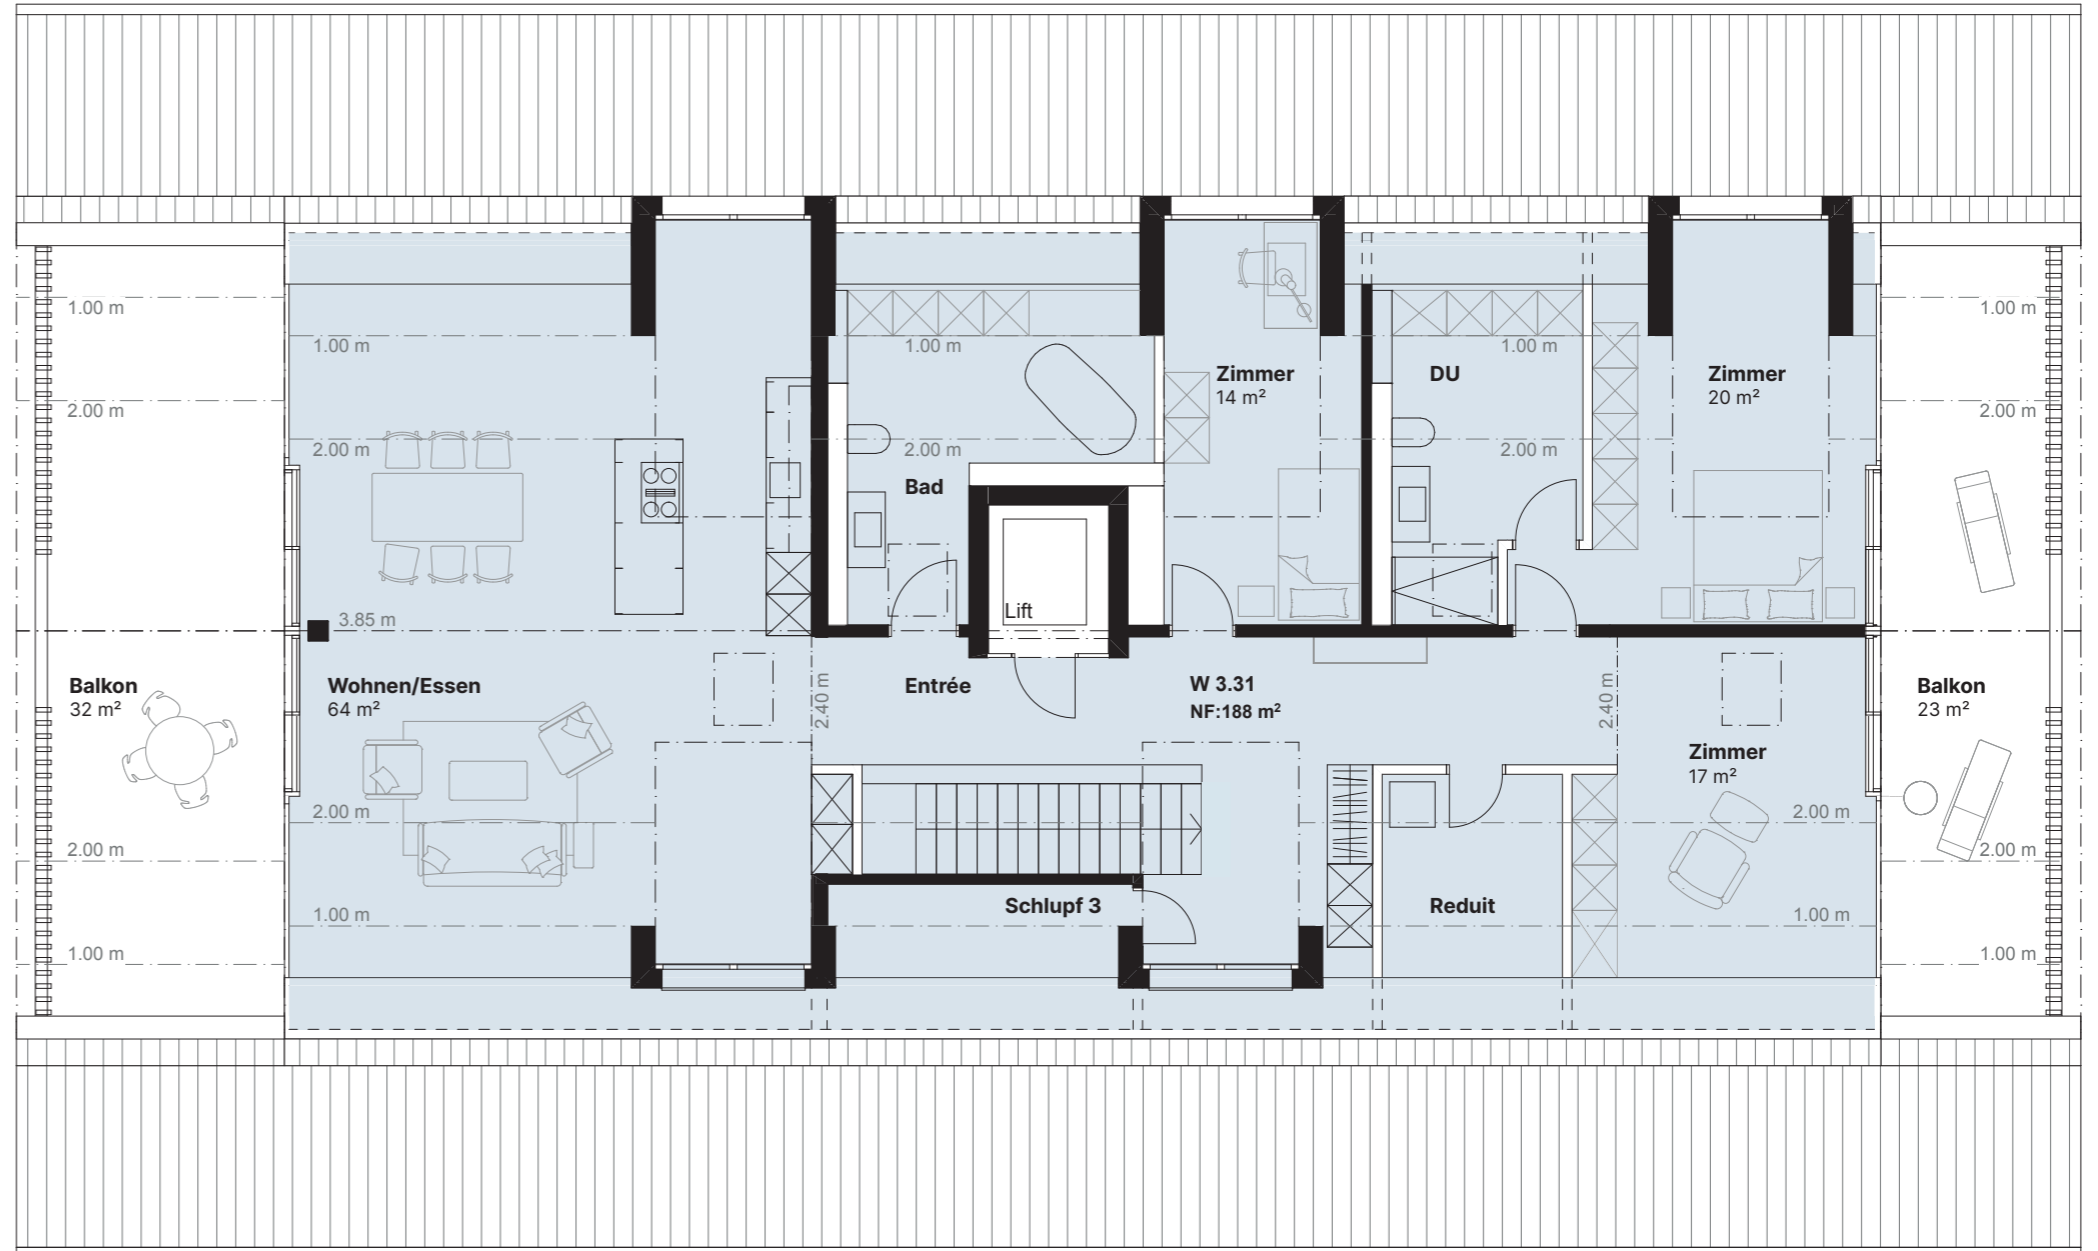 1.00 m
2.00 m
Balkon
32 m²
2.00 m
1.00 m
1.00 m
2.00 m
3.85 m
Wohnen/Essen
64 m²
2.00 m
1.00 m
2.40 m
1.00 m
2.00 m
Bad
Lift
Entrée
Schlupf 3
Zimmer
14 m²
W 3.31
NF:188 m²
DU
1.00 m
2.00 m
Reduit
2.40 m
Zimmer
20 m²
Zimmer
17 m²
2.00 m
1.00 m
1.00 m
2.00 m
Balkon
23 m²
2.00 m
1.00 m